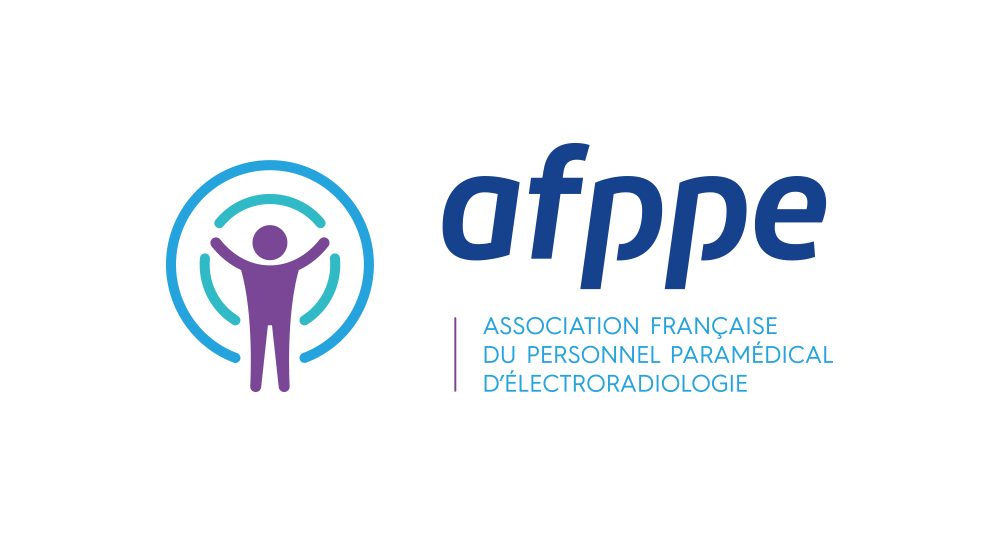 afppe
ASSOCIATION FRANÇAISE
DU PERSONNEL PARAMÉDICAL
D'ÉLECTRORADIOLOGIE